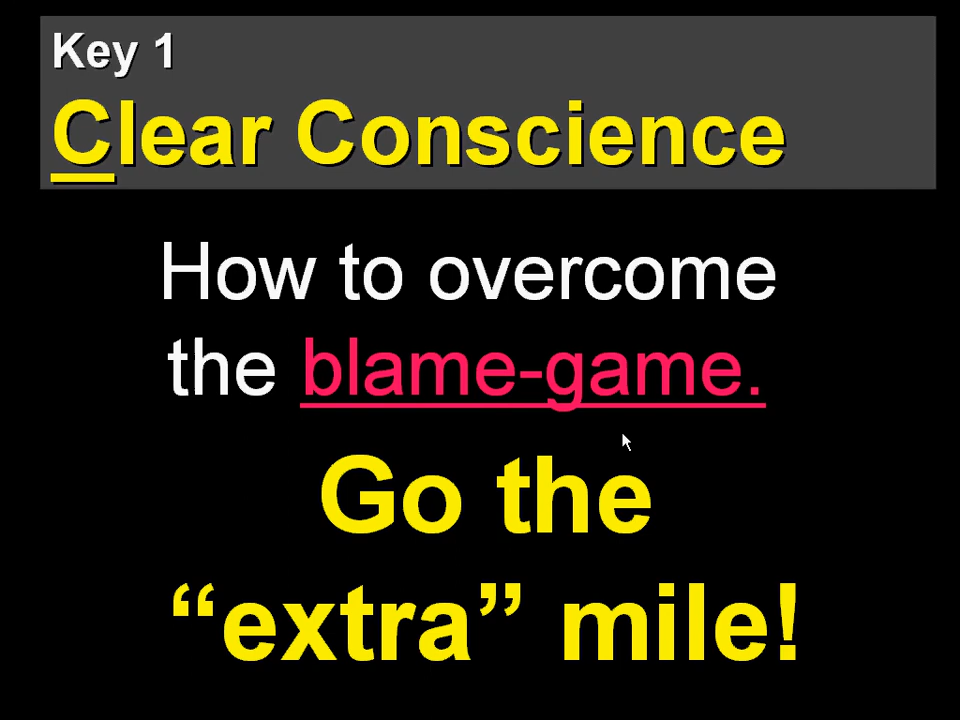 Key 1
Clear Conscience
How to overcome
the blame-game.
Go the
“extra” mile!